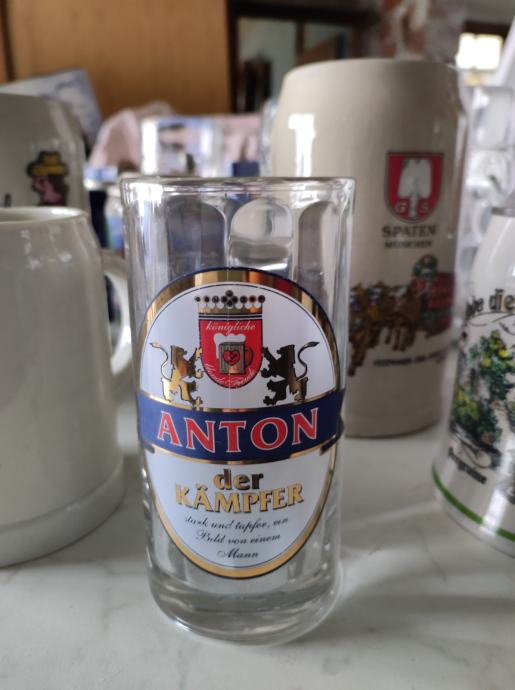 königliche
ANTON
der
KÄMPFER
stark und tapfer, ein
Bild von einem
Mann
G S
SPATEN
MÜNCHEN